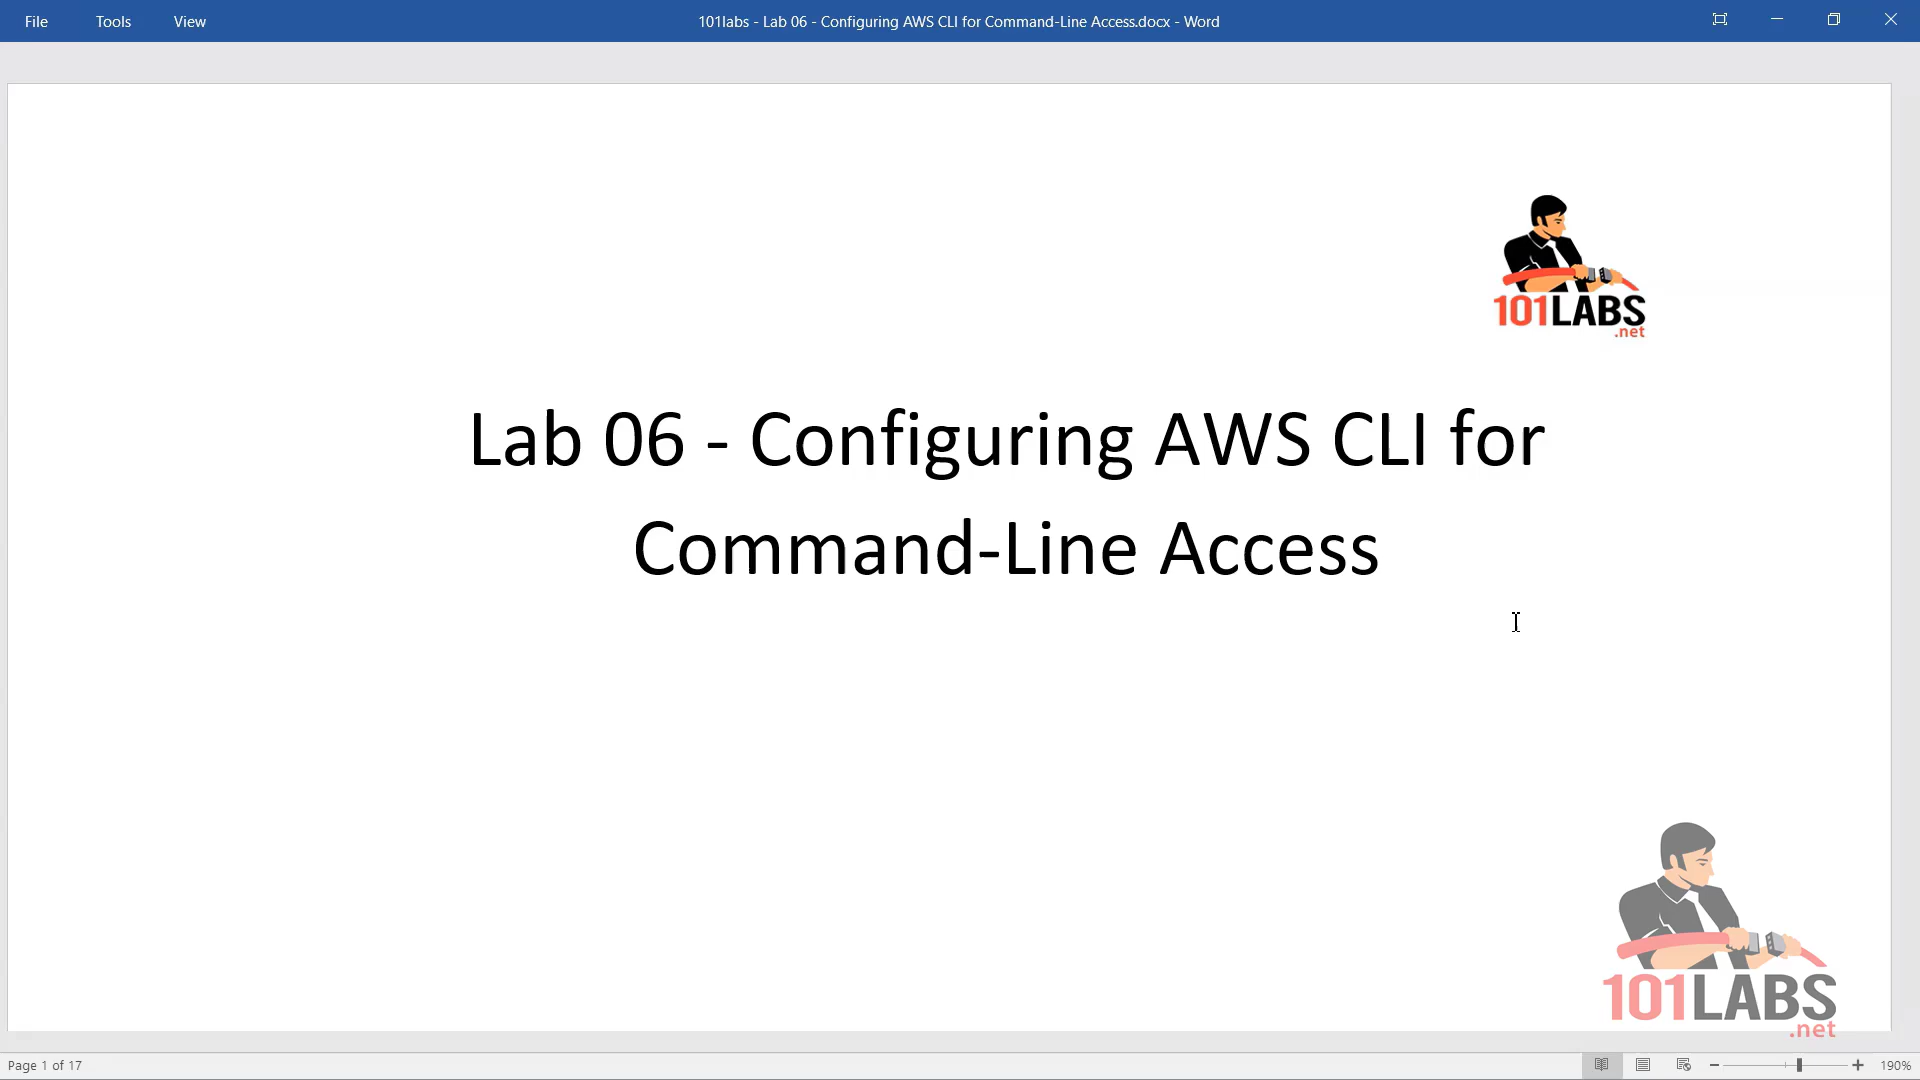 File Tools View 101labs - Lab 06 - Configuring AWS CLI for Command-Line Access.docx - Word
101LABS
.net
Lab 06 - Configuring AWS CLI for
Command-Line Access
101LABS
.net
Page 1 of 17 190%